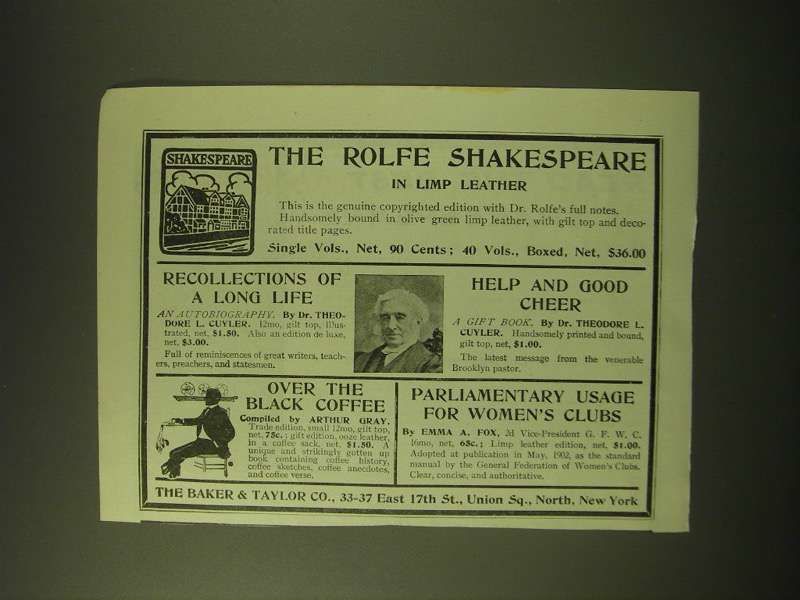 SHAKESPEARE
THE ROLFE SHAKESPEARE
IN LIMP LEATHER
This is the genuine copyrighted edition with Dr. Rolfe's full notes.
Handsomely bound in olive green limp leather, with gilt top and deco-
rated title pages.
Single Vols., Net, 90 Cents; 40 Vols., Boxed, Net, $36.00
RECOLLECTIONS OF
A LONG LIFE
AN AUTOBIOGRAPHY. By Dr. THEO-
DORE L. CUYLER. 12mo, gilt top, Illus-
trated, net, $1.50. Also an edition de luxe,
net, $3.00.
Full of reminiscences of great writers, teach-
ers, preachers, and statesmen.
HELP AND GOOD
CHEER
A GIFT BOOK. By Dr. THEODORE L.
CUYLER. Handsomely printed and bound,
gilt top, net, $1.00.
The latest message from the venerable
Brooklyn pastor.
OVER THE
BLACK COFFEE
Compiled by ARTHUR GRAY.
Trade edition, small 12mo, gilt top,
net, 75c.; gift edition, ooze leather,
in a coffee sack, net, $1.50. A
unique and strikingly gotten up
book containing coffee history,
coffee sketches, coffee anecdotes,
and coffee verse.
PARLIAMENTARY USAGE
FOR WOMEN'S CLUBS
By EMMA A. FOX, 2d Vice-President G. F. W. C.
16mo, net, 65c.; Limp leather edition, net, $1.00.
Adopted at publication in May, 1902, as the standard
manual by the General Federation of Women's Clubs.
Clear, concise, and authoritative.
THE BAKER & TAYLOR CO., 33-37 East 17th St., Union Sq., North, New York